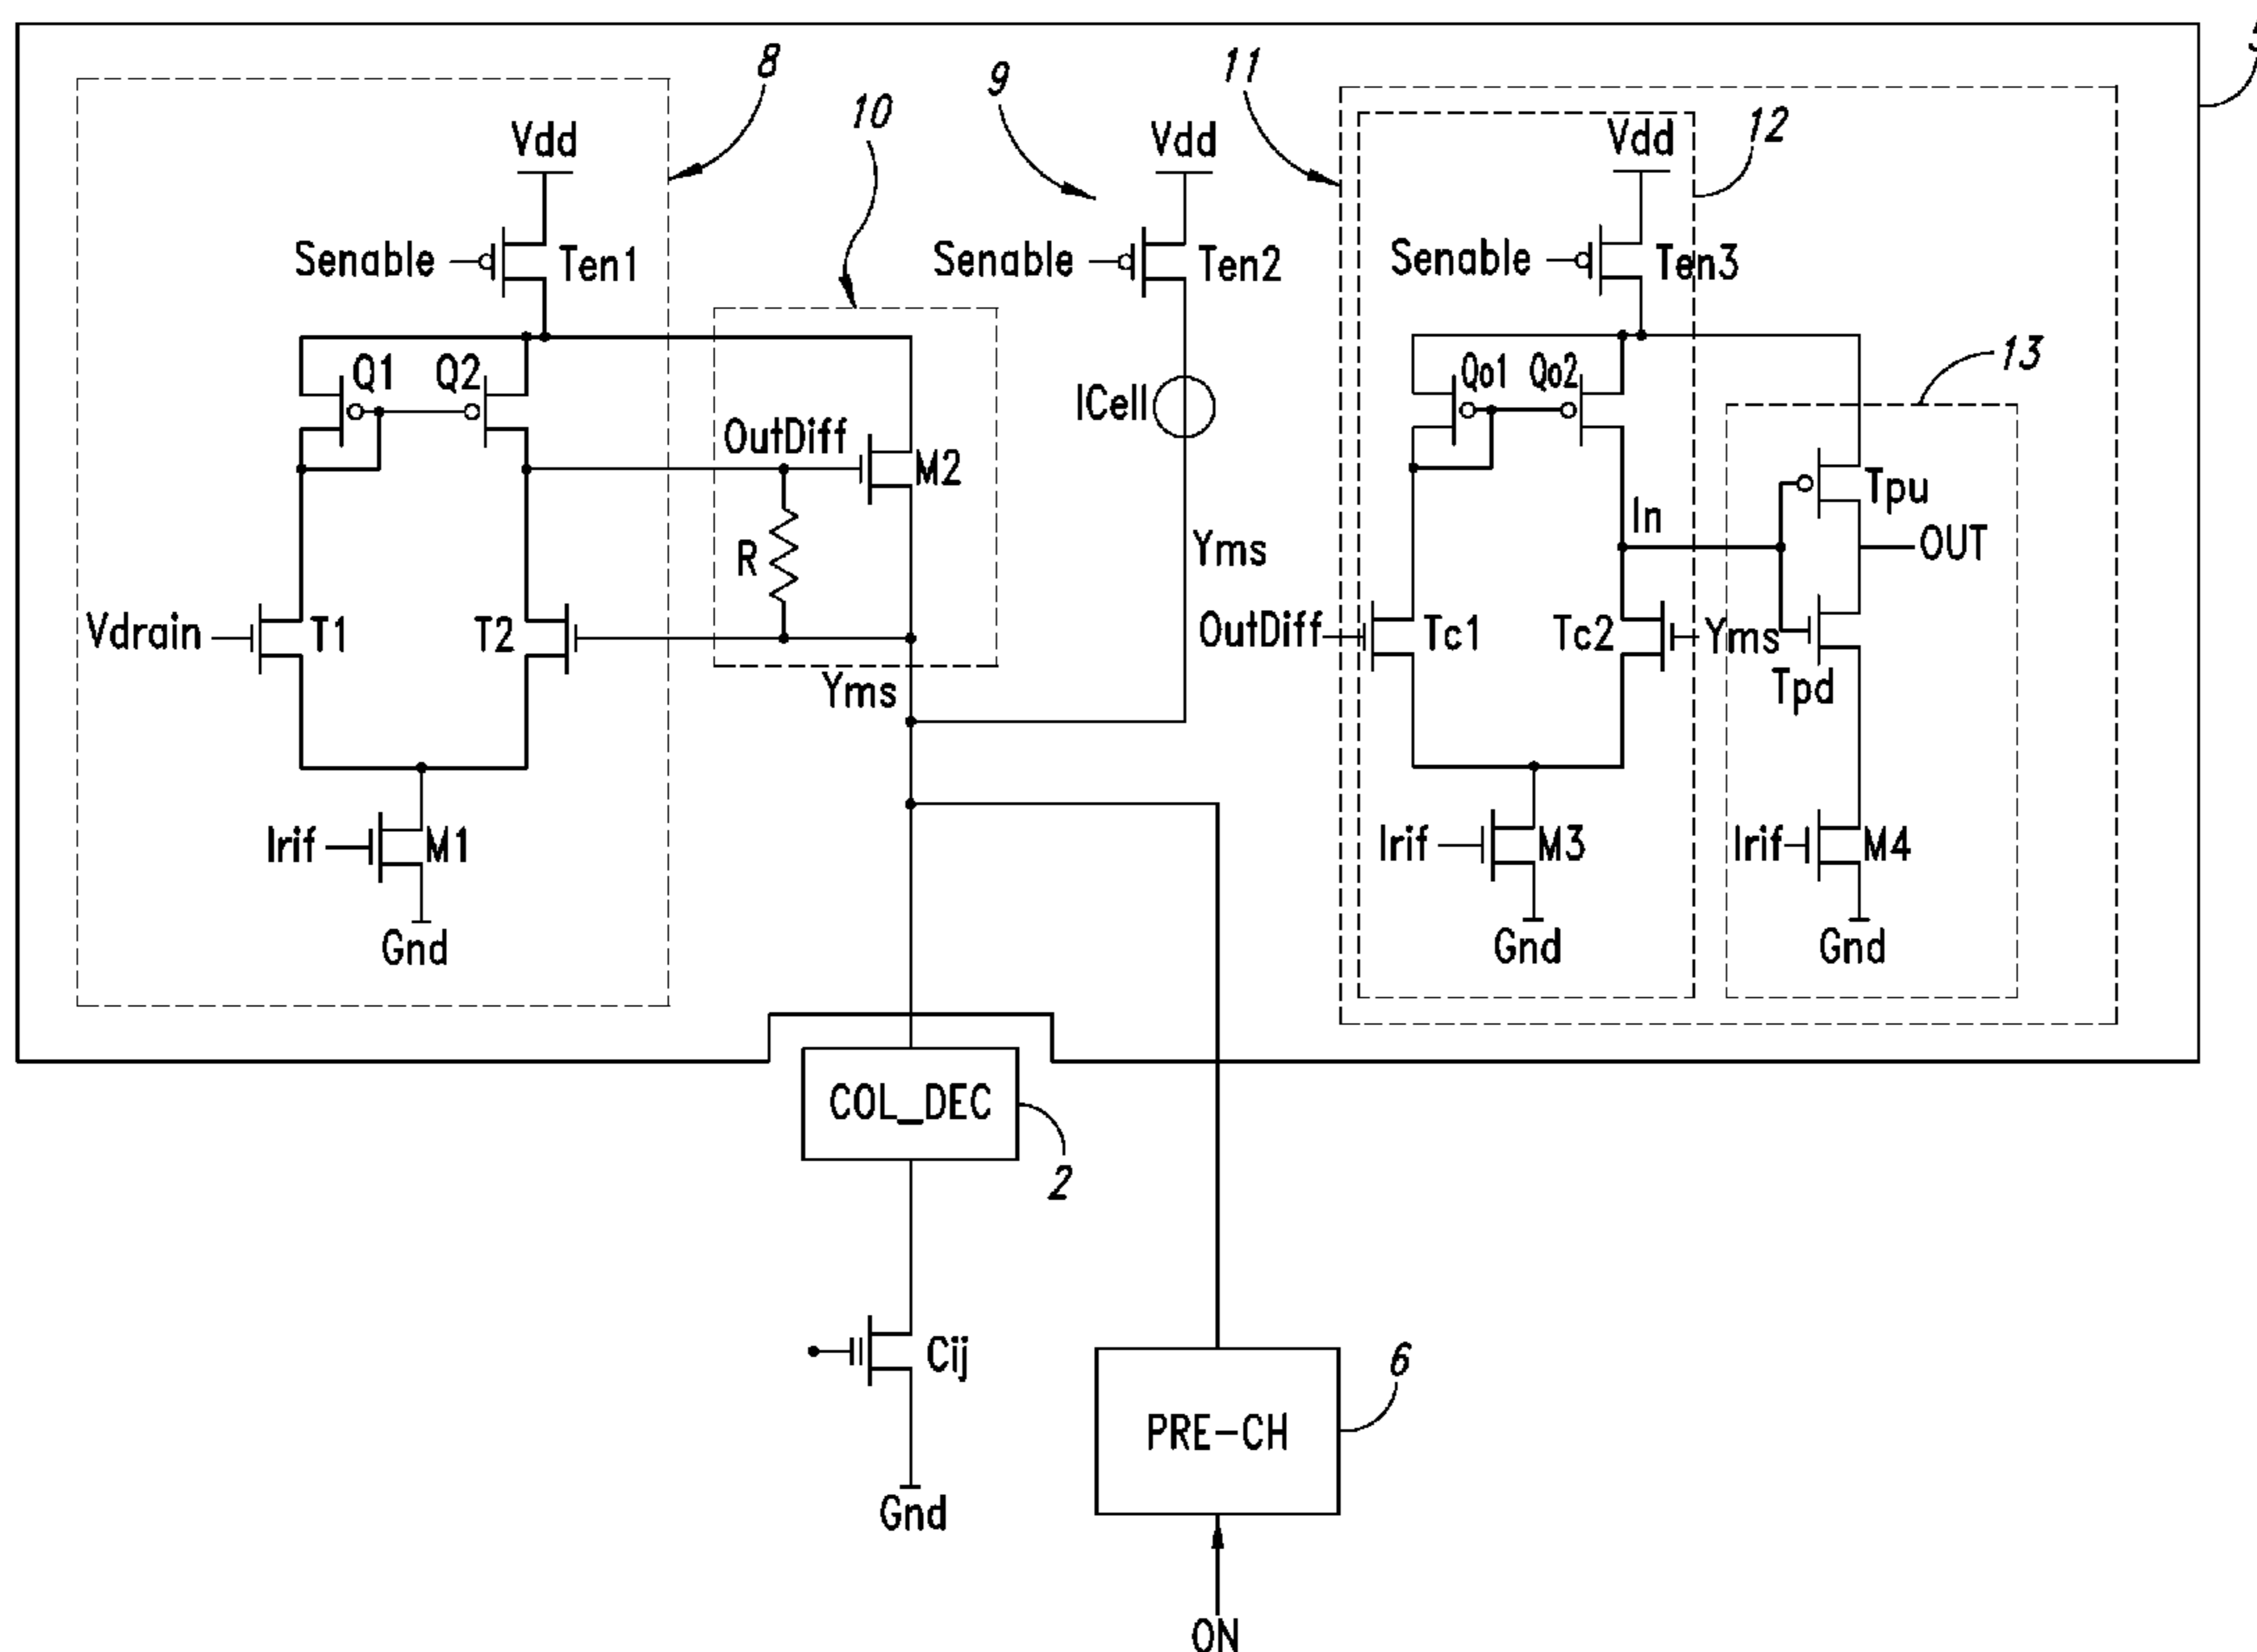 5
8
9
11
10
12
Vdd
Vdd
Vdd
Senable
Ten1
Senable
Ten2
Senable
Ten3
13
Q1
Q2
Qo1
Qo2
ICell
OutDiff
M2
Tpu
In
OUT
R
Yms
Vdrain
T1
T2
OutDiff
Tc1
Tc2
Yms
Yms
Tpd
Irif
M1
Irif
M3
Irif
M4
Gnd
Gnd
Gnd
COL_DEC
2
Cij
6
PRE-CH
Gnd
ON